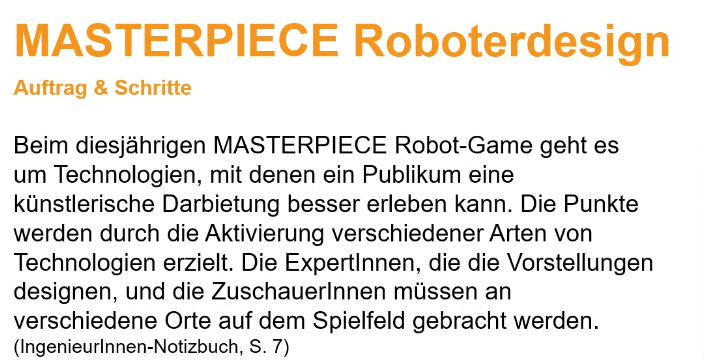 MASTERPIECE Roboterdesign
Auftrag & Schritte
Beim diesjährigen MASTERPIECE Robot-Game geht es
um Technologien, mit denen ein Publikum eine
künstlerische Darbietung besser erleben kann. Die Punkte
werden durch die Aktivierung verschiedener Arten von
Technologien erzielt. Die ExpertInnen, die die Vorstellungen
designen, und die ZuschauerInnen müssen an
verschiedene Orte auf dem Spielfeld gebracht werden.
(IngenieurInnen-Notizbuch, S. 7)